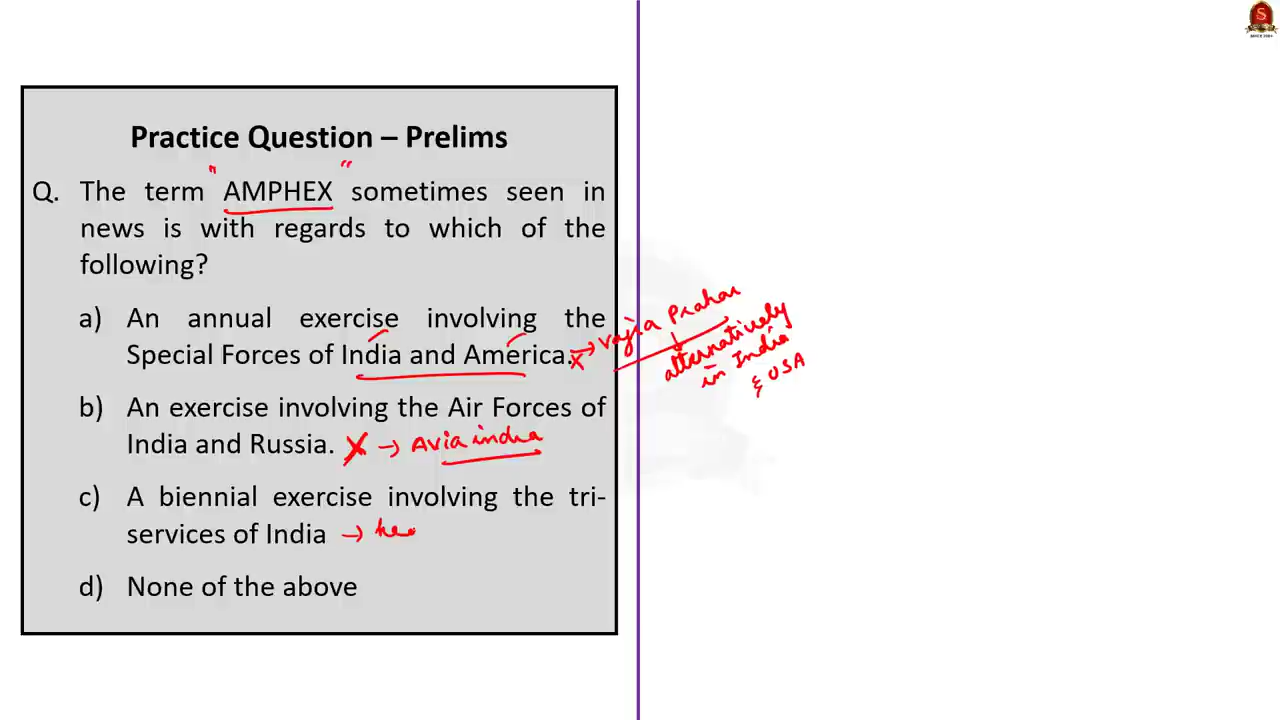 Practice Question – Prelims
Q. The term "AMPHEX" sometimes seen in
news is with regards to which of the
following?
a) An annual exercise involving the
Special Forces of India and America. x → Vajra Prahar
alternatively
in India
& USA
b) An exercise involving the Air Forces of
India and Russia. X → Avia india
c) A biennial exercise involving the tri-
services of India →
d) None of the above
S
SINCE 2004